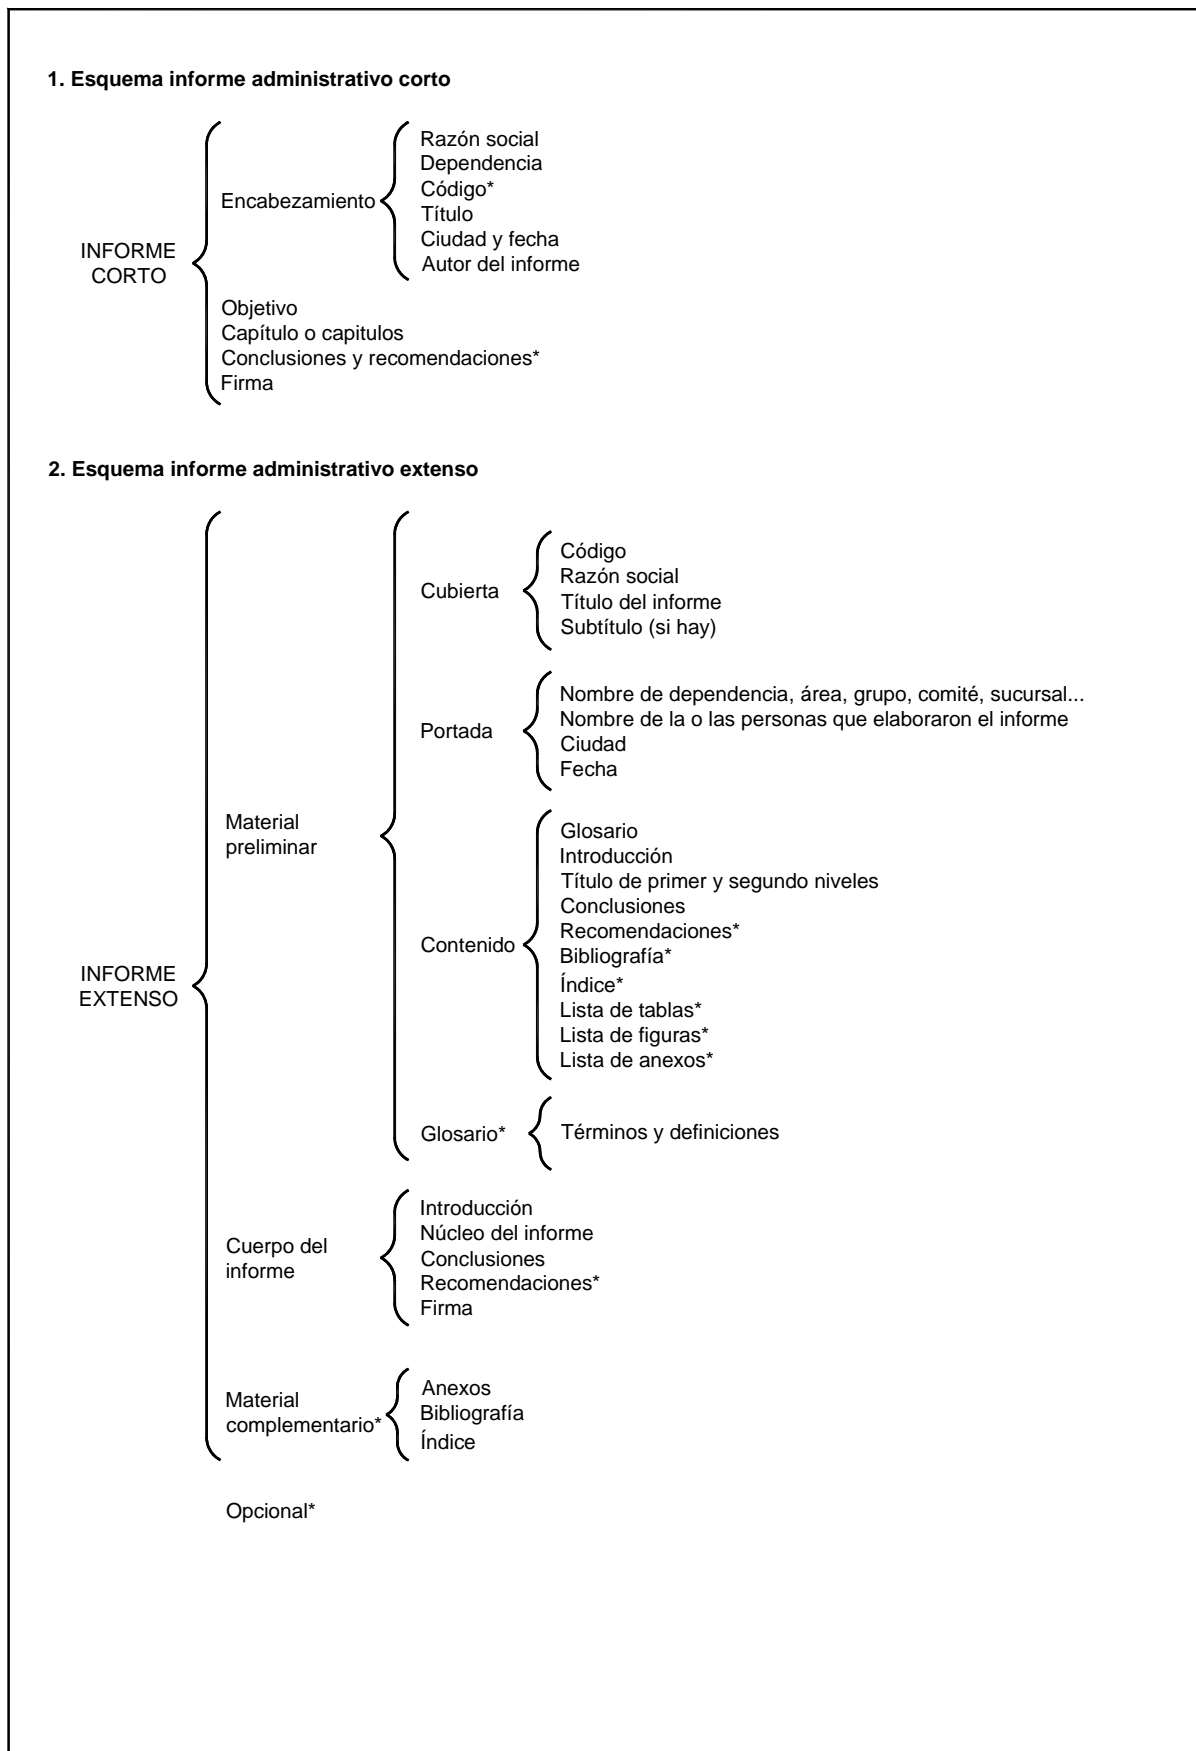 1. Esquema informe administrativo corto
INFORME
CORTO
Encabezamiento
Razón social
Dependencia
Código*
Título
Ciudad y fecha
Autor del informe
Objetivo
Capítulo o capitulos
Conclusiones y recomendaciones*
Firma
2. Esquema informe administrativo extenso
INFORME
EXTENSO
Material
preliminar
Cubierta
Código
Razón social
Título del informe
Subtítulo (si hay)
Portada
Nombre de dependencia, área, grupo, comité, sucursal...
Nombre de la o las personas que elaboraron el informe
Ciudad
Fecha
Contenido
Glosario
Introducción
Título de primer y segundo niveles
Conclusiones
Recomendaciones*
Bibliografía*
Índice*
Lista de tablas*
Lista de figuras*
Lista de anexos*
Glosario*
Términos y definiciones
Cuerpo del
informe
Introducción
Núcleo del informe
Conclusiones
Recomendaciones*
Firma
Material
complementario*
Anexos
Bibliografía
Índice
Opcional*